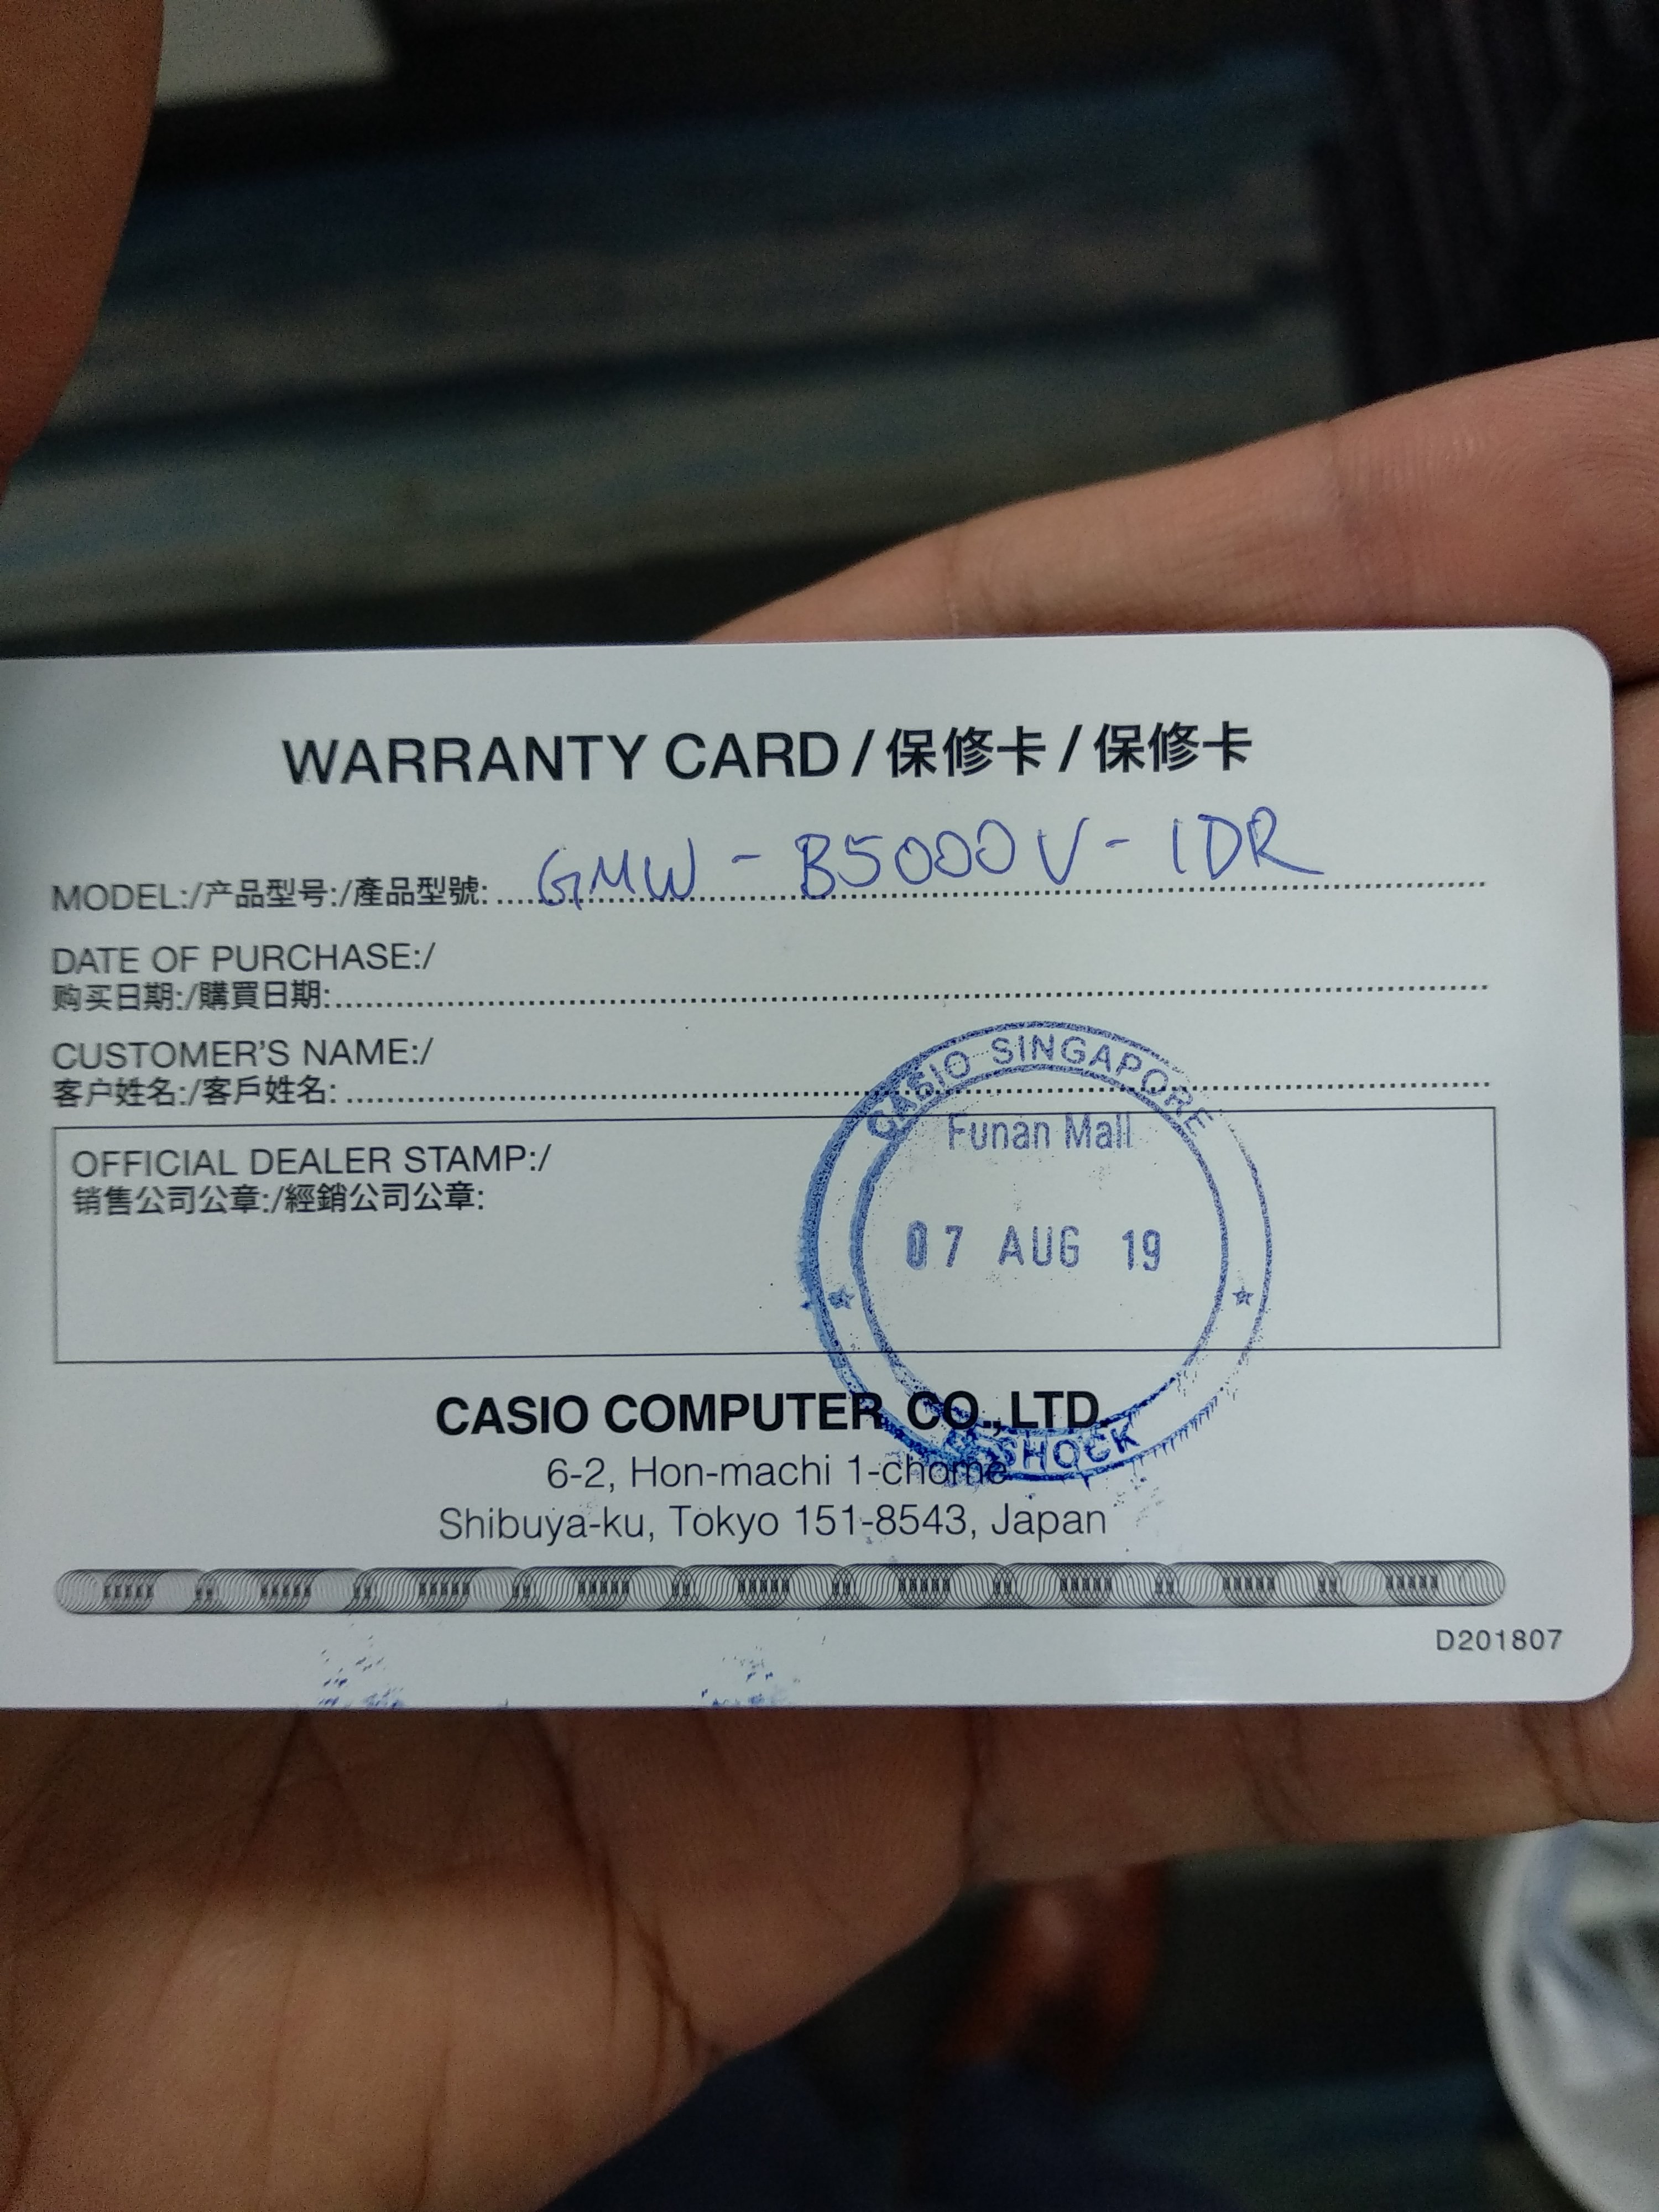 WARRANTY CARD / 保修卡 / 保修卡
MODEL:/产品型号:/產品型號: GMW - B5000V - 1DR
DATE OF PURCHASE:/
购买日期:/購買日期:
CUSTOMER'S NAME:/
客户姓名:/客戶姓名:
CASIO SINGAPORE
Funan Mall
OFFICIAL DEALER STAMP:/
销售公司公章:/經銷公司公章:
07 AUG 19
CASIO COMPUTER CO.,LTD.
SHOCK
6-2, Hon-machi 1-chome
Shibuya-ku, Tokyo 151-8543, Japan
D201807